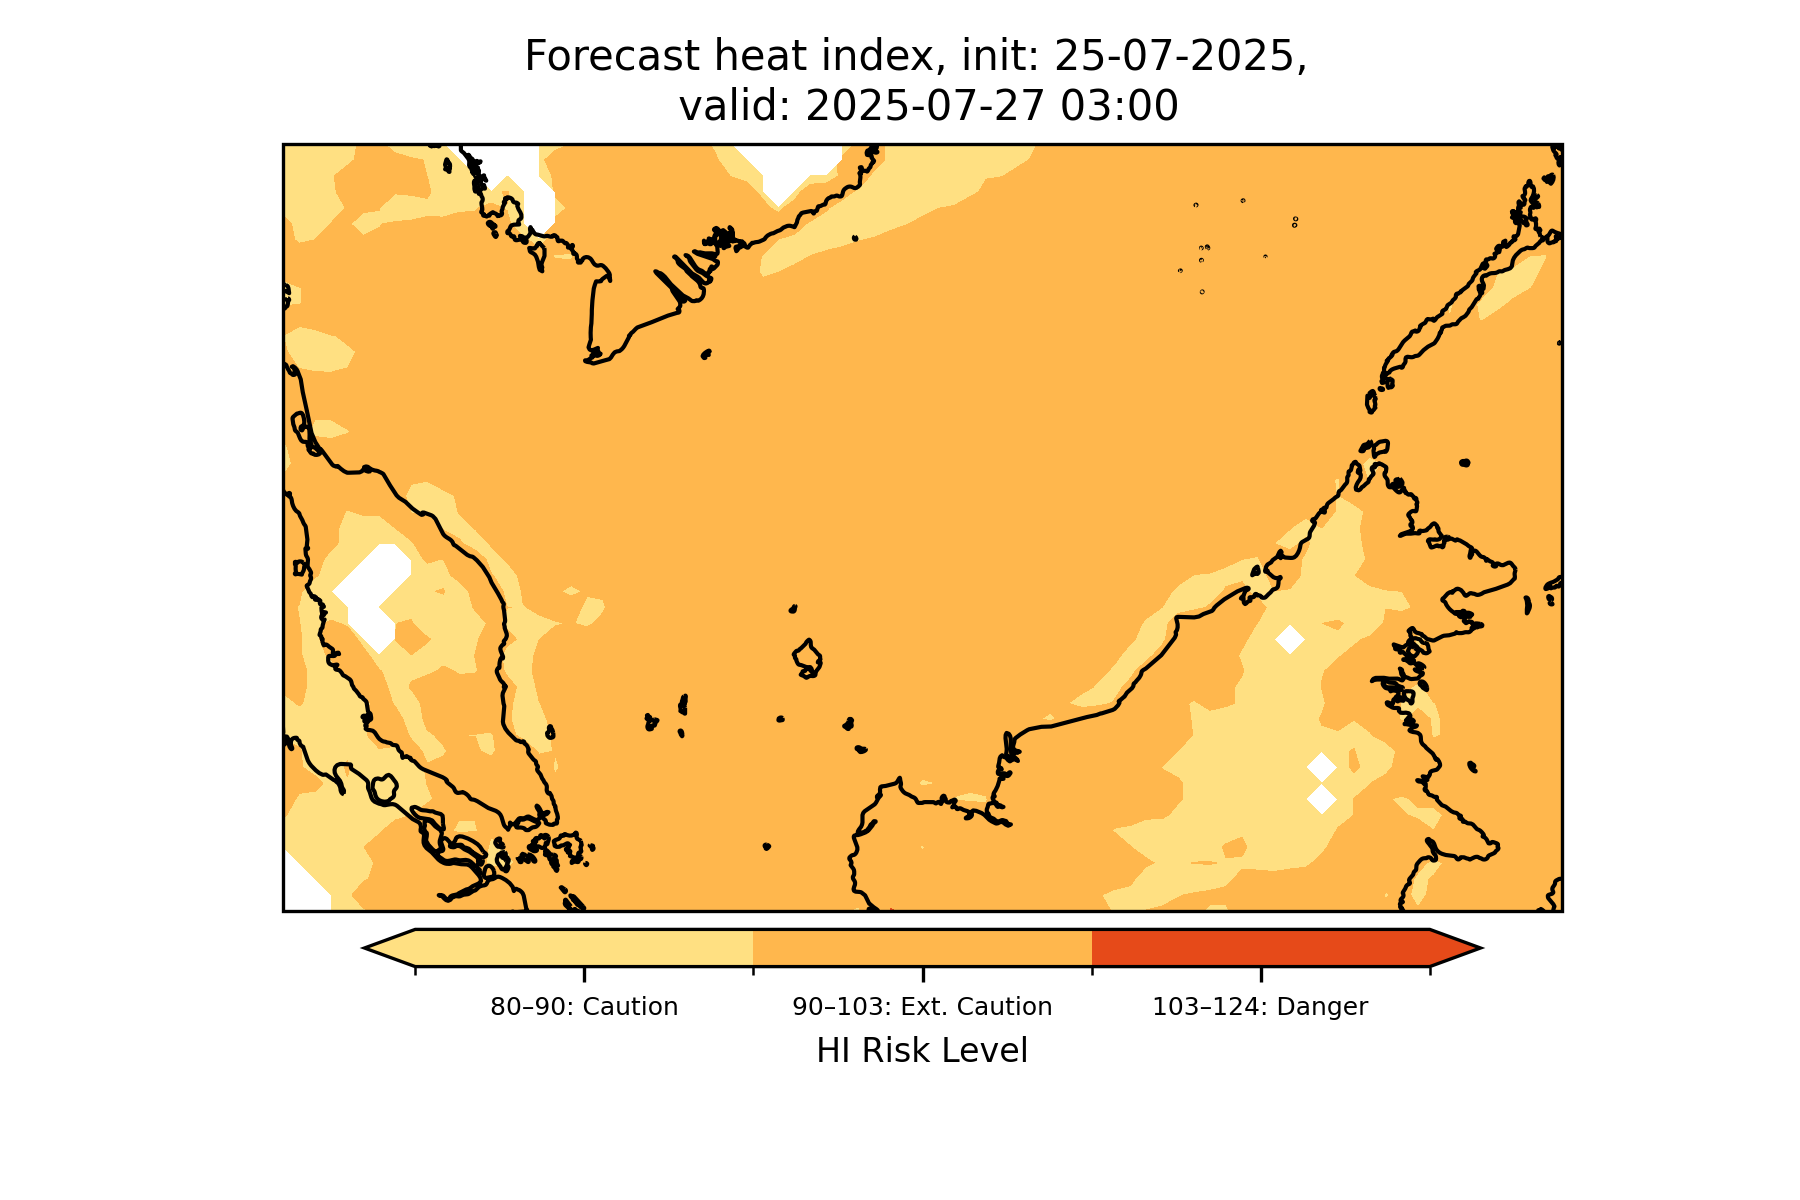 Forecast heat index, init: 25-07-2025,
valid: 2025-07-27 03:00
80–90: Caution
90–103: Ext. Caution
103–124: Danger
HI Risk Level